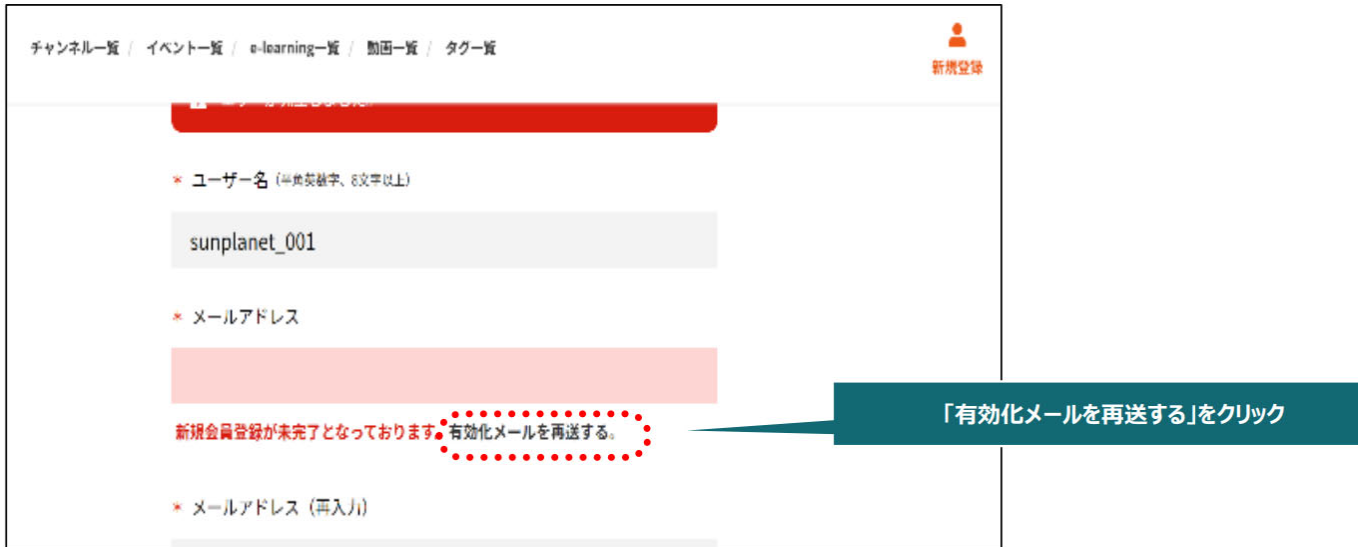 チャンネル一覧 / イベント一覧 / e-learning一覧 / 動画一覧 / タグ一覧
新規登録
* ユーザー名 (半角英数字、8文字以上)
sunplanet_001
* メールアドレス
新規会員登録が未完了となっております。有効化メールを再送する。
「有効化メールを再送する」をクリック
* メールアドレス (再入力)